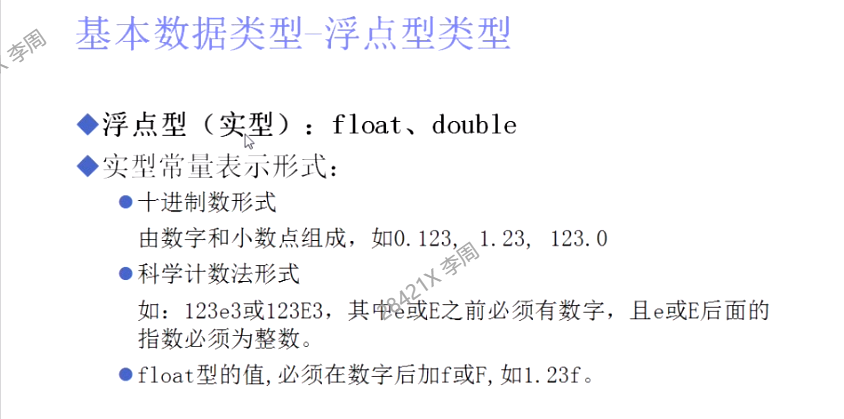 基本数据类型-浮点型类型
李周
浮点型（实型）：float、double
实型常量表示形式：
十进制数形式
由数字和小数点组成，如0.123, 1.23, 123.0
科学计数法形式
28421X 李周
如：123e3或123E3，其中e或E之前必须有数字，且e或E后面的
指数必须为整数。
float型的值,必须在数字后加f或F,如1.23f。